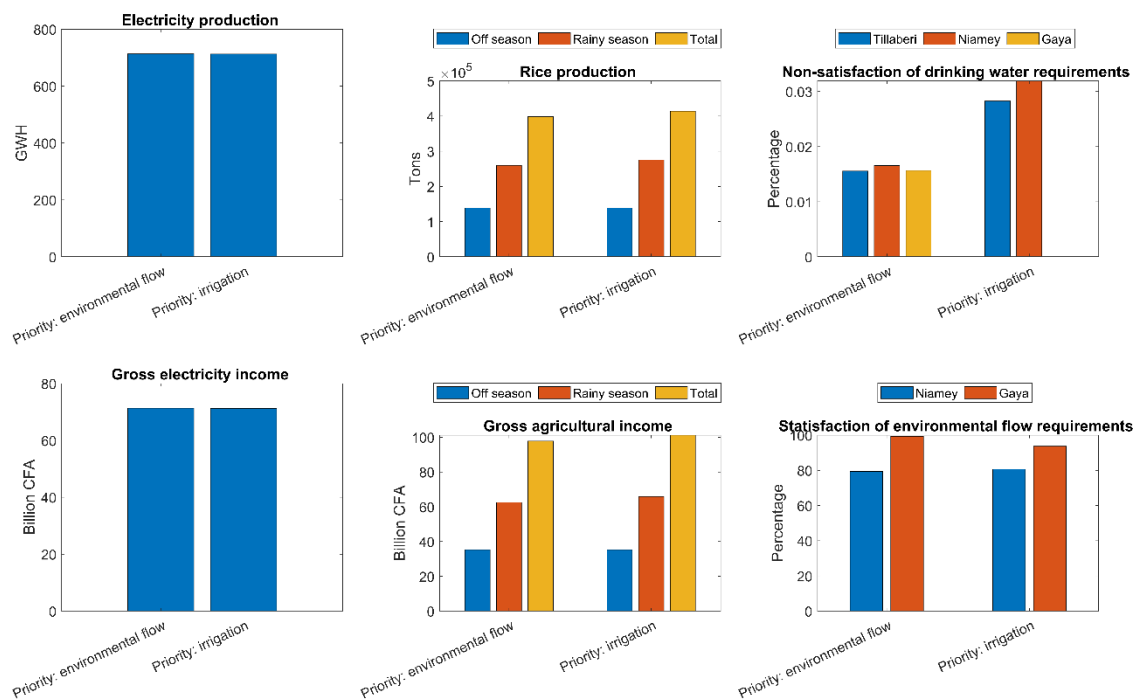 Electricity production
800
600
400
200
0
GWH
Priority: environmental flow
Priority: irrigation
Off season Rainy season Total
Rice production
× 10^5
5
4
3
2
1
0
Tons
Priority: environmental flow
Priority: irrigation
Tillaberi Niamey Gaya
Non-satisfaction of drinking water requirements
0.03
0.02
0.01
0
Percentage
Priority: environmental flow
Priority: irrigation
Gross electricity income
80
60
40
20
0
Billion CFA
Priority: environmental flow
Priority: irrigation
Off season Rainy season Total
Gross agricultural income
100
80
60
40
20
0
Billion CFA
Priority: environmental flow
Priority: irrigation
Niamey Gaya
Statisfaction of environmental flow requirements
100
80
60
40
20
0
Percentage
Priority: environmental flow
Priority: irrigation